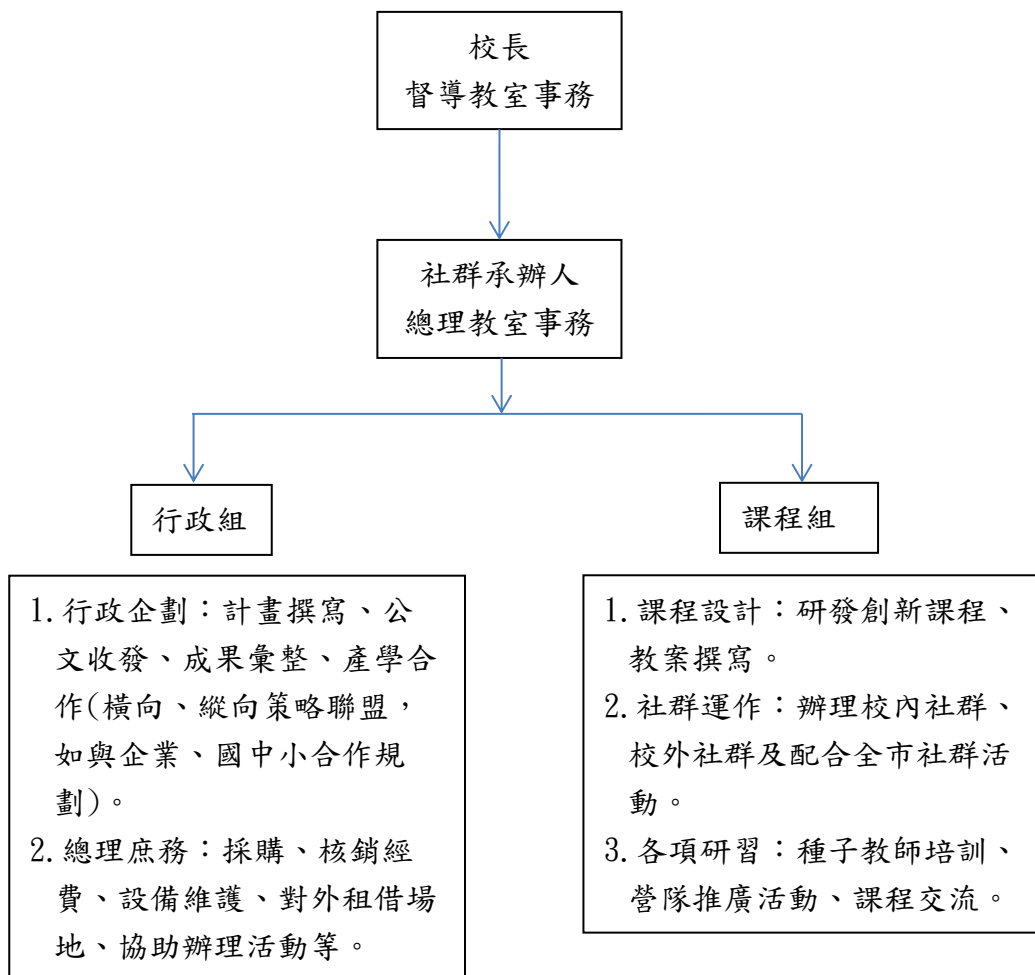 校長
督導教室事務
社群承辦人
總理教室事務
行政組
課程組
1.行政企劃：計畫撰寫、公
文收發、成果彙整、產學合
作(橫向、縱向策略聯盟，
如與企業、國中小合作規
劃)。
2.總理庶務：採購、核銷經
費、設備維護、對外租借場
地、協助辦理活動等。
1.課程設計：研發創新課程、
教案撰寫。
2.社群運作：辦理校內社群、
校外社群及配合全市社群活
動。
3.各項研習：種子教師培訓、
營隊推廣活動、課程交流。